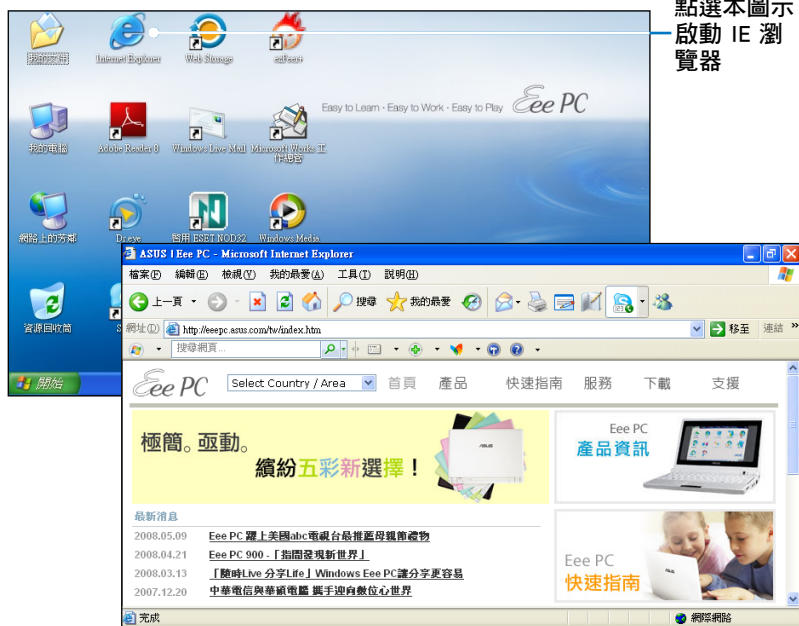 點選本圖示
啟動 IE 瀏
覽器
我的文件
Internet Explorer
Web Storage
ezFeesi+
Easy to Learn · Easy to Work · Easy to Play
Eee PC
我的電腦
Adobe Reader 8
Windows Live Mail
Microsoft Works 工
作總管
網路上的芳鄰
Dr.eye
啟用 ESET NOD32
Windows Media
資源回收筒
S
開始
ASUS | Eee PC - Microsoft Internet Explorer
檔案(F) 編輯(E) 檢視(V) 我的最愛(A) 工具(T) 說明(H)
上一頁 搜尋 我的最愛
網址(D) http://eeepc.asus.com/tw/index.htm 移至 連結 »
搜尋網頁...
Eee PC Select Country / Area 首頁 產品 快速指南 服務 下載 支援
極簡。亟動。
繽紛五彩新選擇！
ASUS
Eee PC
產品資訊
最新消息
2008.05.09 Eee PC 躍上美國abc電視台最推薦母親節禮物
2008.04.21 Eee PC 900 -「指間發現新世界」
2008.03.13 「隨時Live 分享Life」Windows Eee PC讓分享更容易
2007.12.20 中華電信與華碩電腦 攜手迎向數位心世界
Eee PC
快速指南
完成
網際網路